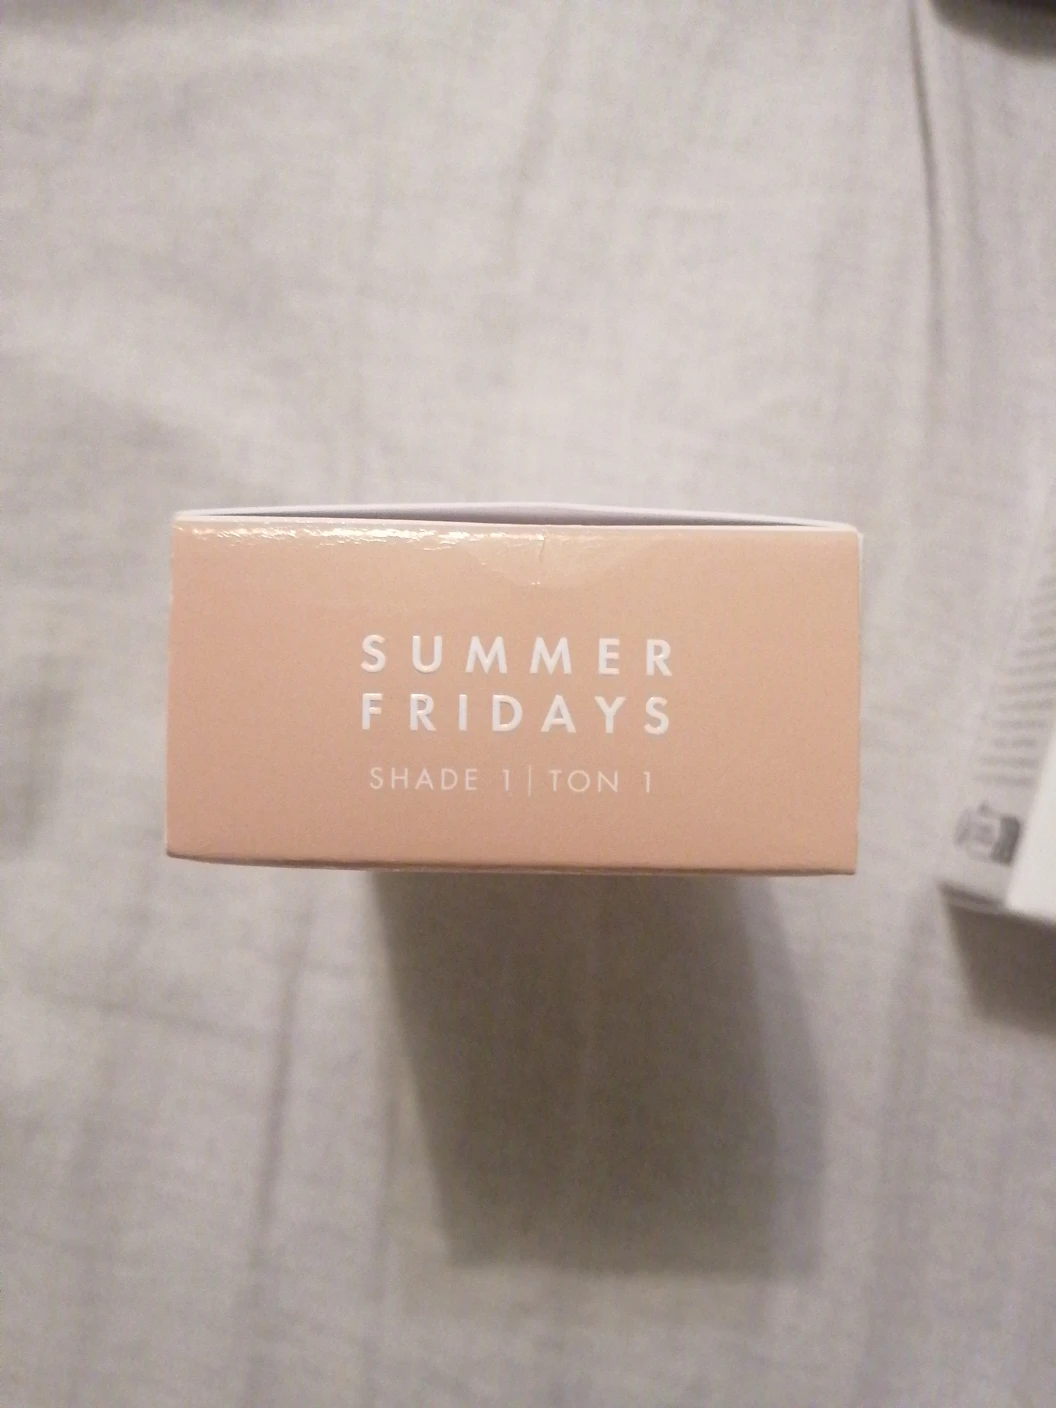 SUMMER
FRIDAYS
SHADE 1 | TON 1